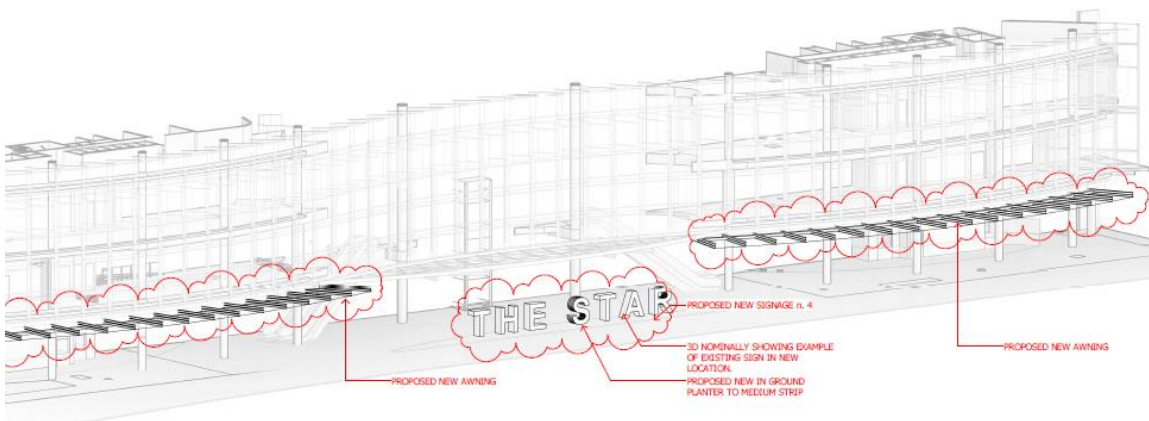 THE STAR
PROPOSED NEW SIGNAGE n. 4
3D NOMINALLY SHOWING EXAMPLE
OF EXISTING SIGN IN NEW
LOCATION.
PROPOSED NEW IN GROUND
PLANTER TO MEDIUM STRIP
PROPOSED NEW AWNING
PROPOSED NEW AWNING